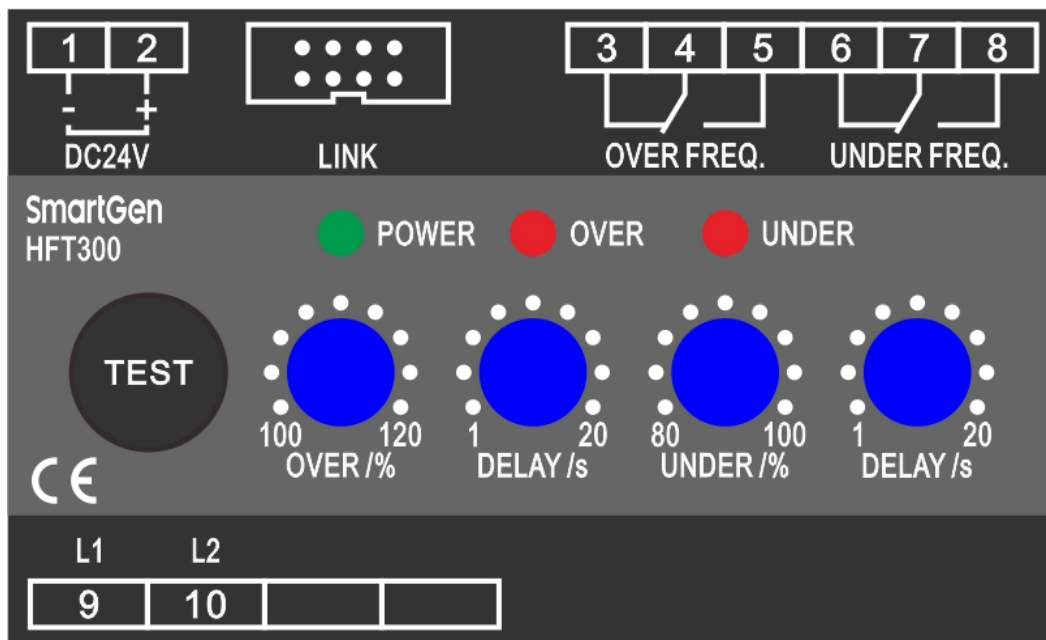 1 2
3 4 5 6 7 8
- +
DC24V LINK OVER FREQ. UNDER FREQ.
SmartGen
HFT300
POWER OVER UNDER
TEST
100 120 1 20 80 100 1 20
OVER /% DELAY /s UNDER /% DELAY /s
CE
L1 L2
9 10